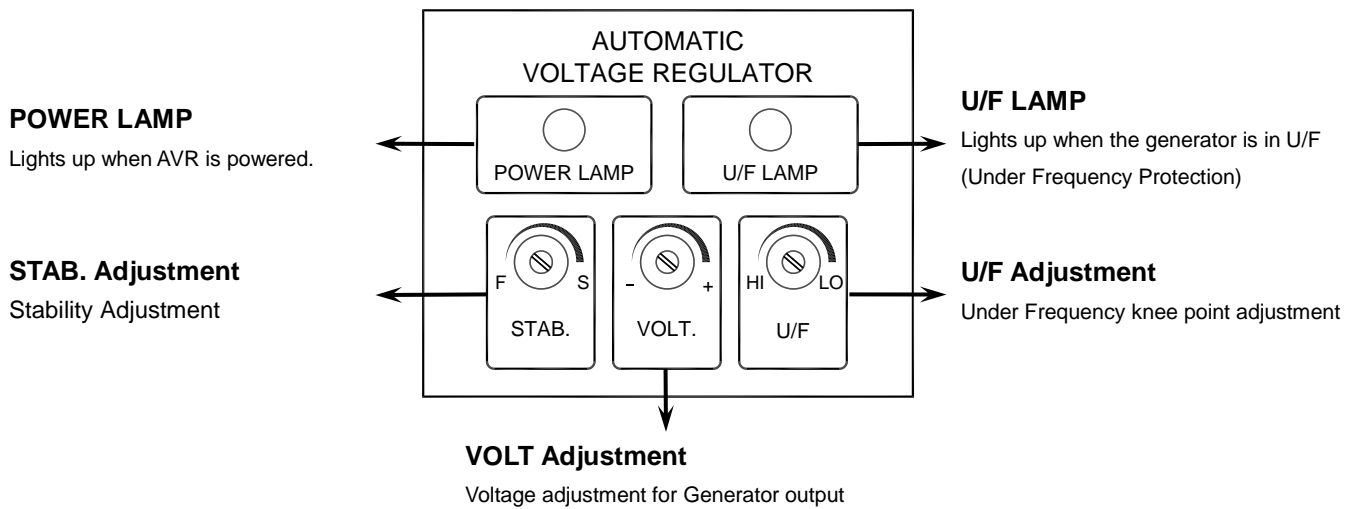 AUTOMATIC
VOLTAGE REGULATOR
POWER LAMP
Lights up when AVR is powered.
POWER LAMP
U/F LAMP
U/F LAMP
Lights up when the generator is in U/F
(Under Frequency Protection)
STAB. Adjustment
Stability Adjustment
F S
STAB.
– +
VOLT.
HI LO
U/F
U/F Adjustment
Under Frequency knee point adjustment
VOLT Adjustment
Voltage adjustment for Generator output